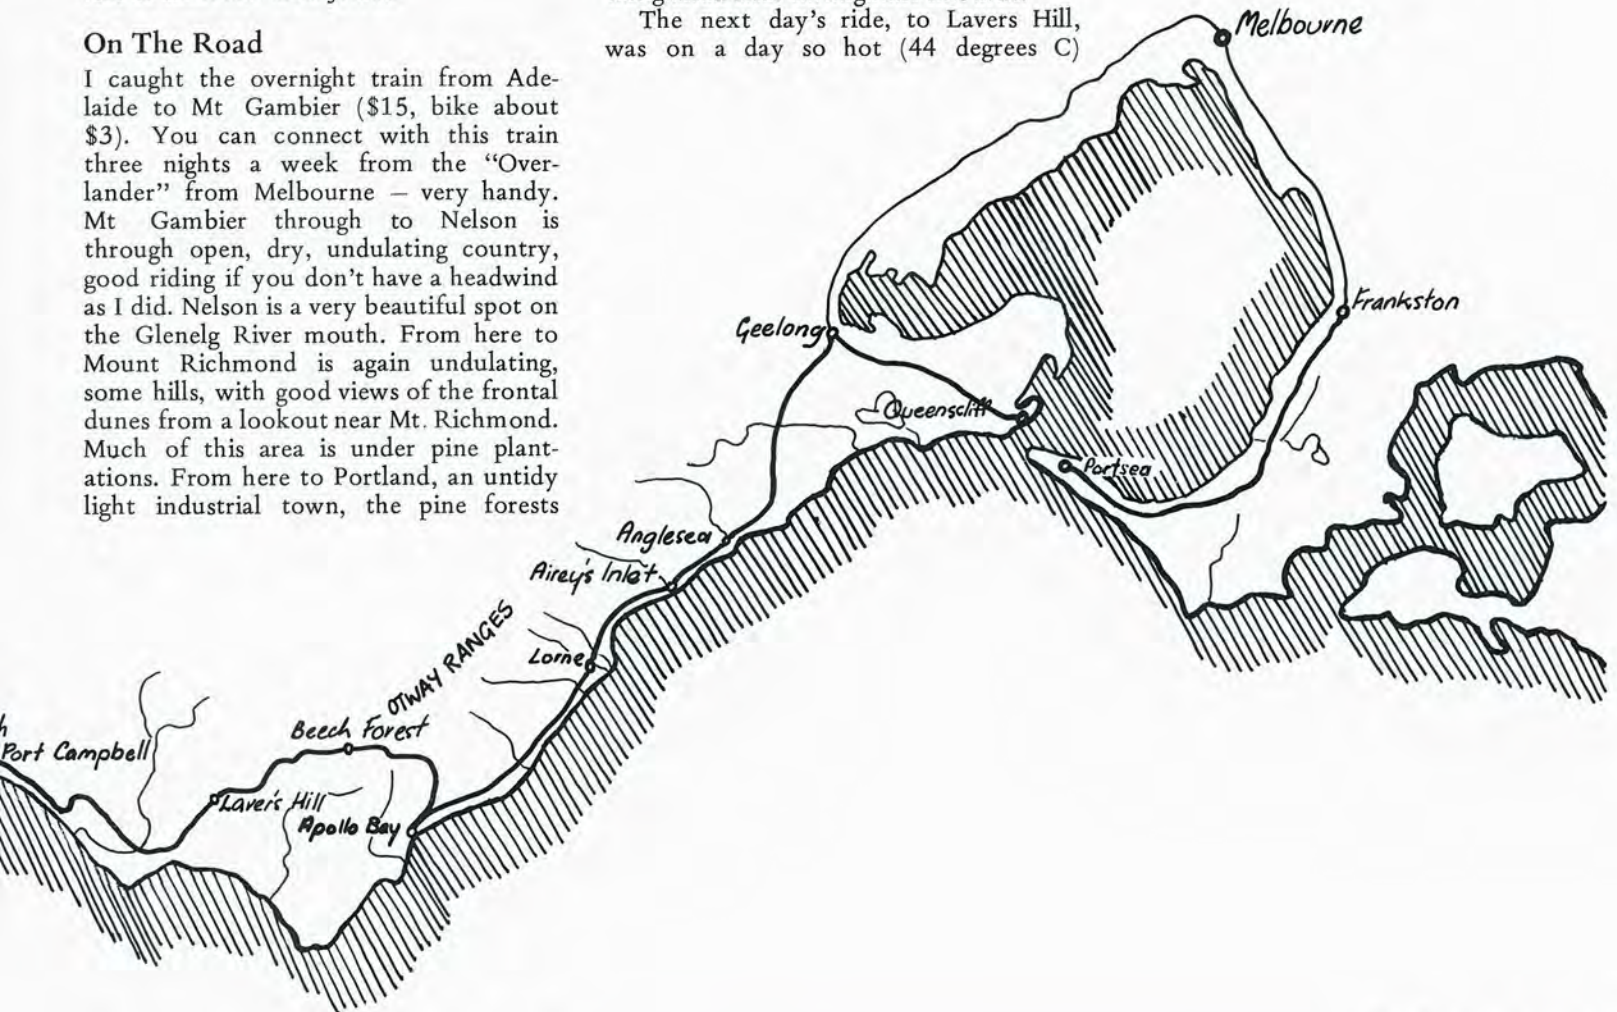 On The Road
I caught the overnight train from Ade-
laide to Mt Gambier ($15, bike about
$3). You can connect with this train
three nights a week from the “Over-
lander” from Melbourne – very handy.
Mt Gambier through to Nelson is
through open, dry, undulating country,
good riding if you don’t have a headwind
as I did. Nelson is a very beautiful spot on
the Glenelg River mouth. From here to
Mount Richmond is again undulating,
some hills, with good views of the frontal
dunes from a lookout near Mt. Richmond.
Much of this area is under pine plant-
ations. From here to Portland, an untidy
light industrial town, the pine forests
The next day’s ride, to Lavers Hill,
was on a day so hot (44 degrees C)
Melbourne
Frankston
Geelong
Queenscliff
Portsea
Anglesea
Airey's Inlet
Lorne
OTWAY RANGES
Beech Forest
Port Campbell
Laver's Hill
Apollo Bay